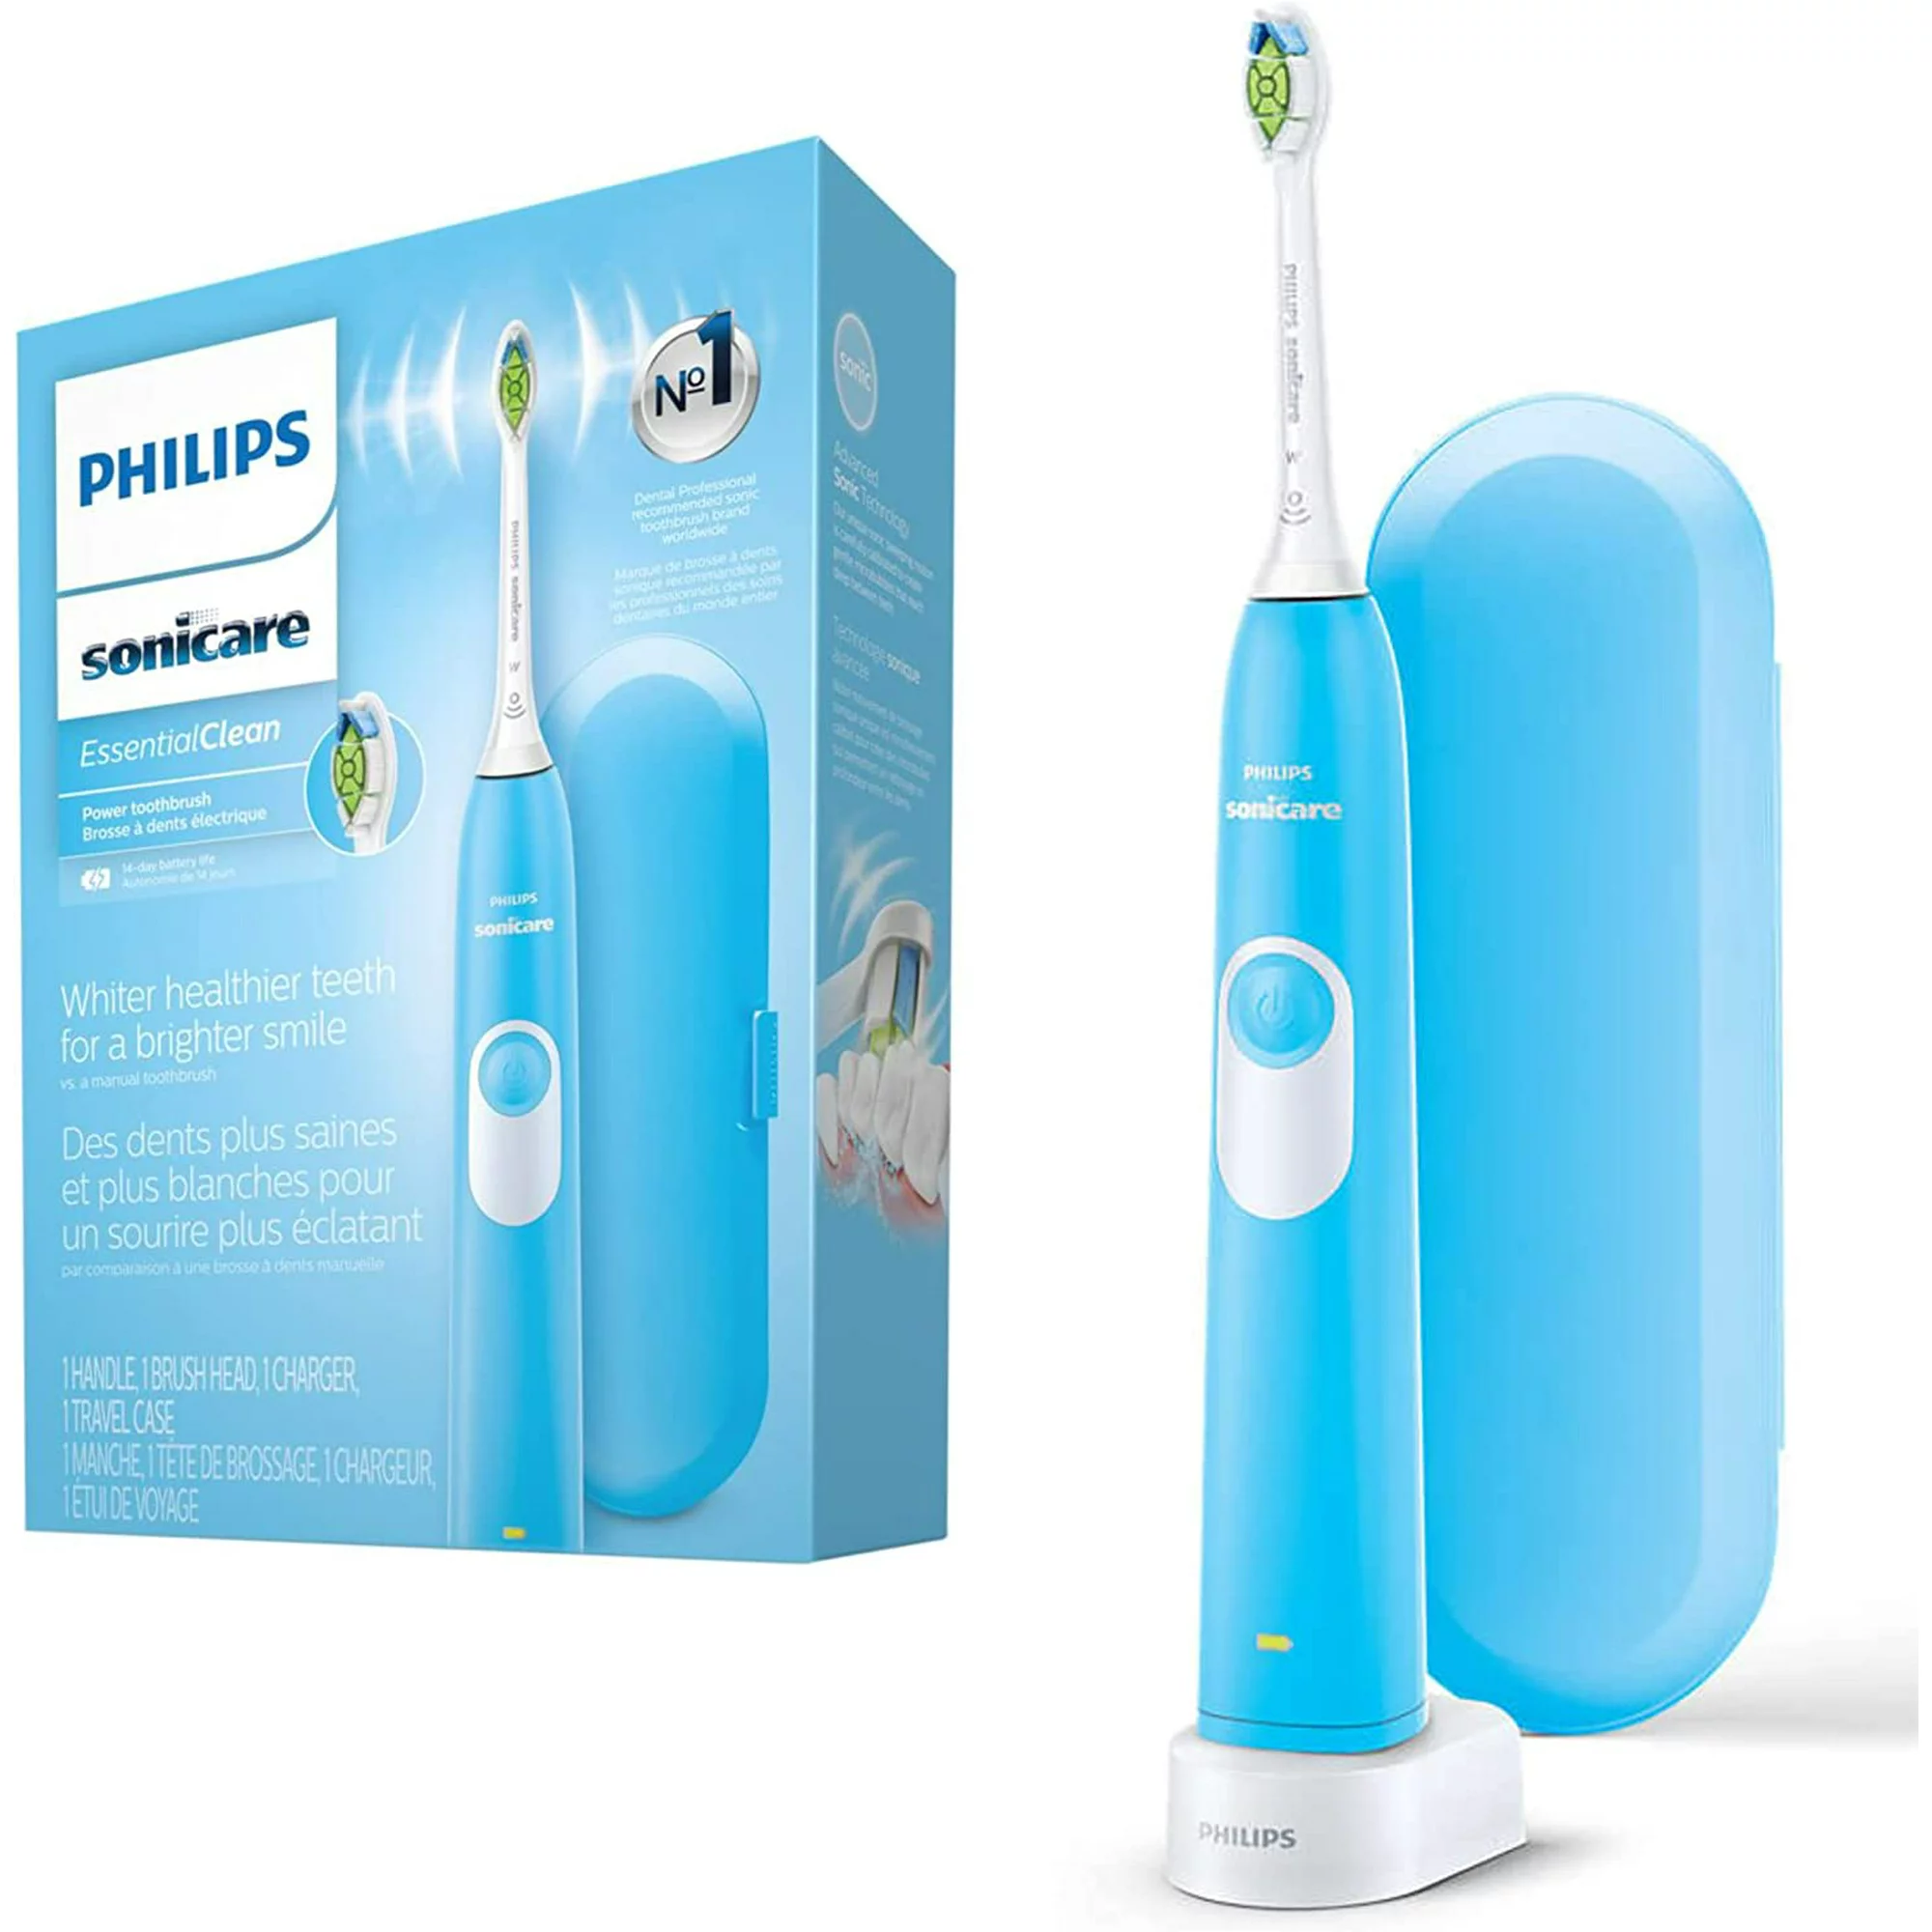 PHILIPS
sonicare
EssentialClean
Power toothbrush
Brosse à dents électrique
14-day battery life
Autonomie de 14 jours
Whiter healthier teeth
for a brighter smile
vs. a manual toothbrush
Des dents plus saines
et plus blanches pour
un sourire plus éclatant
par comparaison à une brosse à dents manuelle
1 HANDLE, 1 BRUSH HEAD, 1 CHARGER,
1 TRAVEL CASE
1 MANCHE, 1 TÊTE DE BROSSAGE, 1 CHARGEUR,
1 ÉTUI DE VOYAGE
Nº1
Dental Professional
recommended sonic
toothbrush brand
worldwide
Marque de brosse à dents
sonique recommandée par
les professionnels des soins
dentaires du monde entier
PHILIPS sonicare
W
PHILIPS
sonicare
sonic
Advanced
Sonic Technology
Technologie sonique
avancée
PHILIPS sonicare
W
PHILIPS
sonicare
PHILIPS